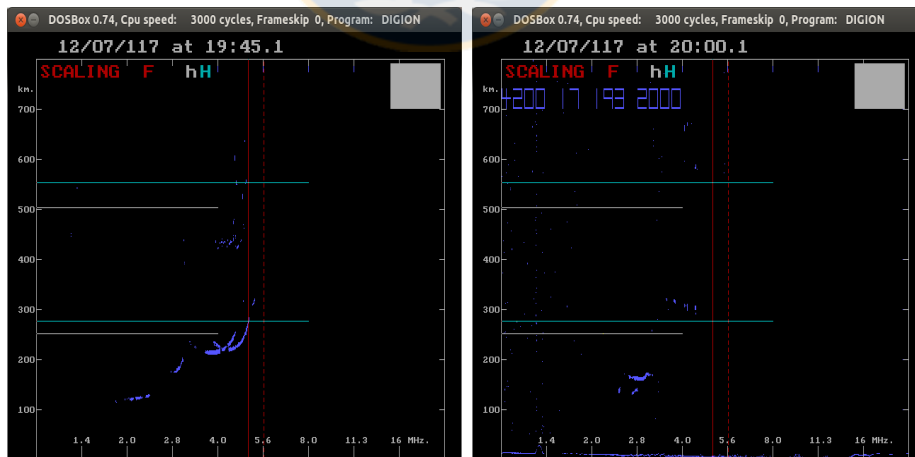 DOSBox 0.74, Cpu speed: 3000 cycles, Frameskip 0, Program: DIGION
12/07/117 at 19:45.1
SCALING F hH
km.
700
600
500
400
300
200
100
1.4 2.0 2.8 4.0 5.6 8.0 11.3 16 MHz.
DOSBox 0.74, Cpu speed: 3000 cycles, Frameskip 0, Program: DIGION
12/07/117 at 20:00.1
SCALING F hH
km.
4200 17 193 2000
700
600
500
400
300
200
100
1.4 2.0 2.8 4.0 5.6 8.0 11.3 16 MHz.